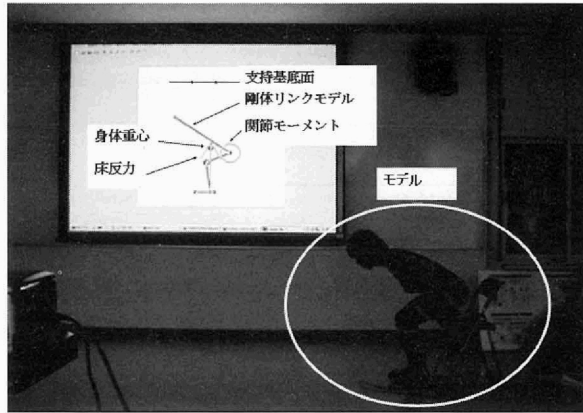 支持基底面
剛体リンクモデル
関節モーメント
身体重心
床反力
モデル